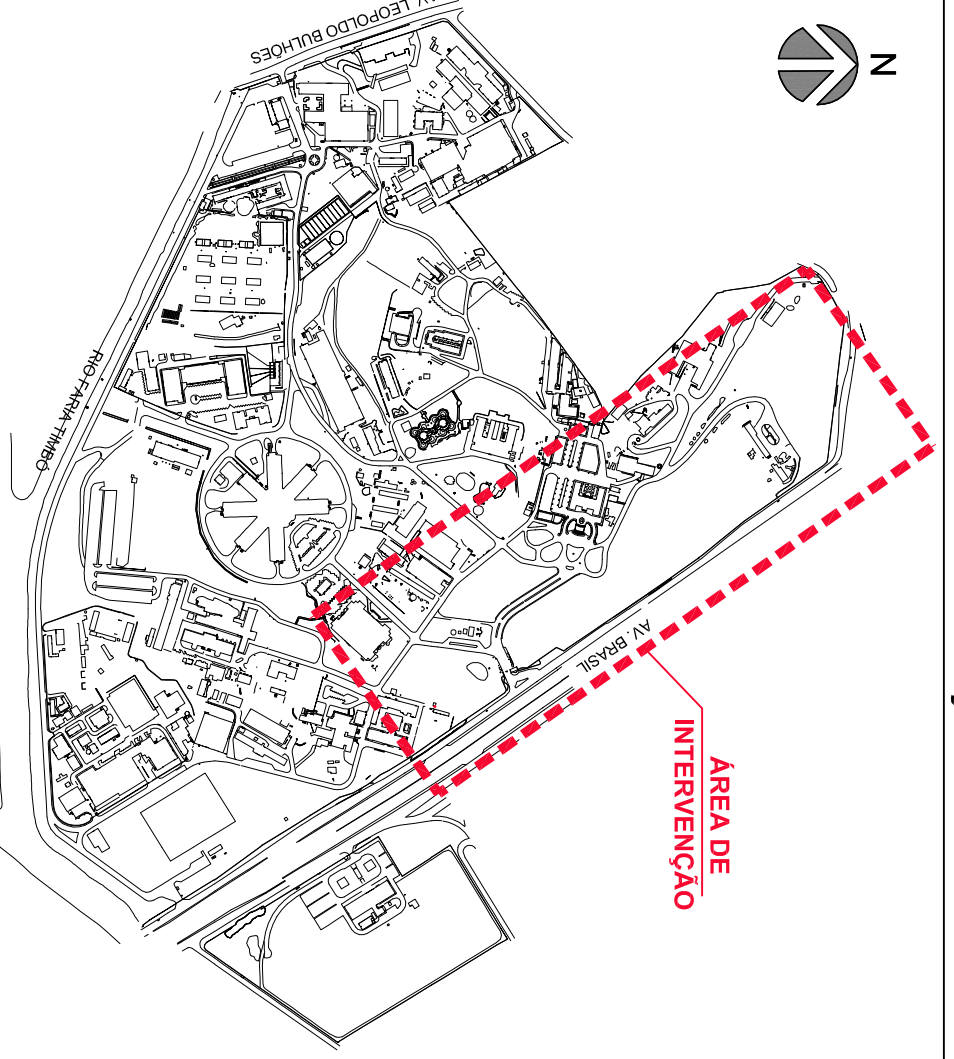 AV. LEOPOLDO BULHÕES
N
RIO FARIA TIMBÓ
AV. BRASIL
ÁREA DE
INTERVENÇÃO